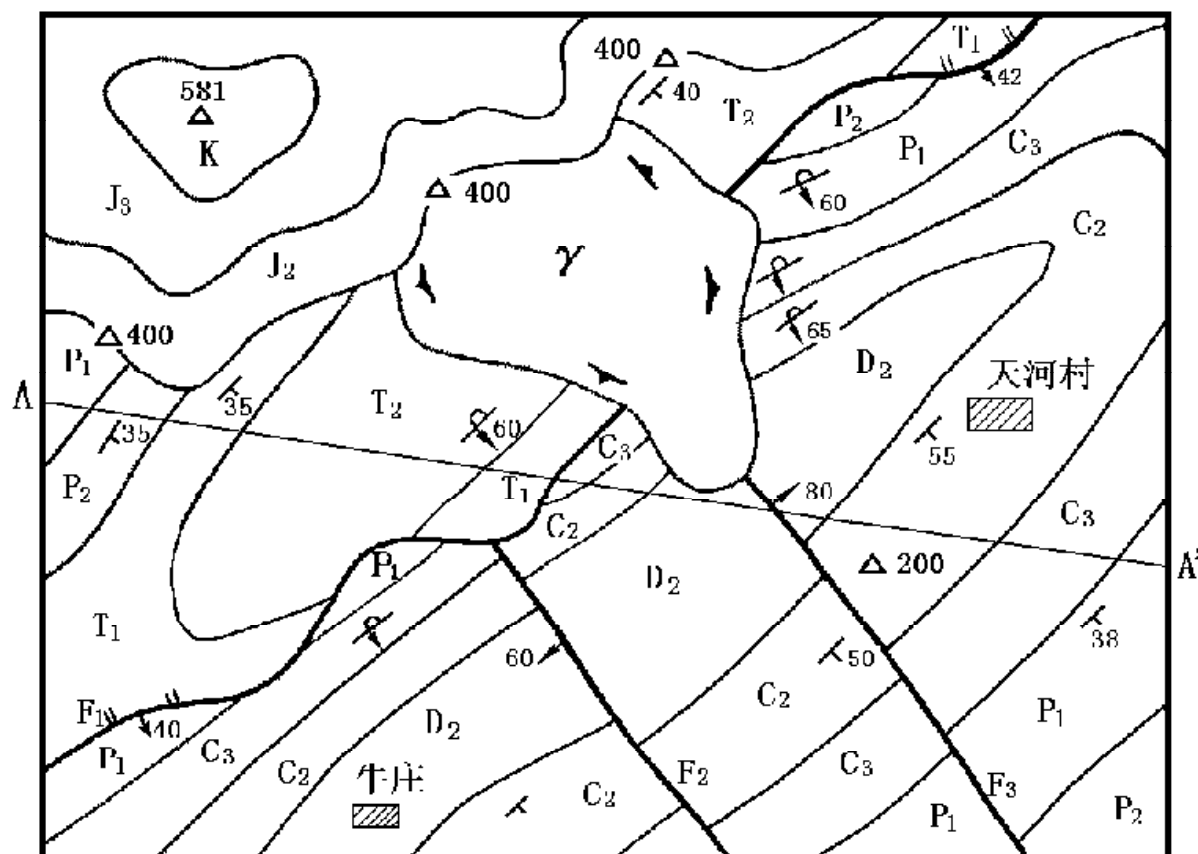 400
T₁
581
40
42
K
T₂
P₂
P₁
C₃
J₃
400
60
C₂
J₂
γ
400
65
P₁
D₂
天河村
A
T₂
35
35
60
C₃
55
P₂
T₁
80
C₃
C₂
P₁
D₂
200
A'
T₁
50
38
60
C₂
P₁
F₁
40
D₂
P₁
C₃
C₂
牛庄
C₂
F₂
C₃
F₃
P₁
P₂